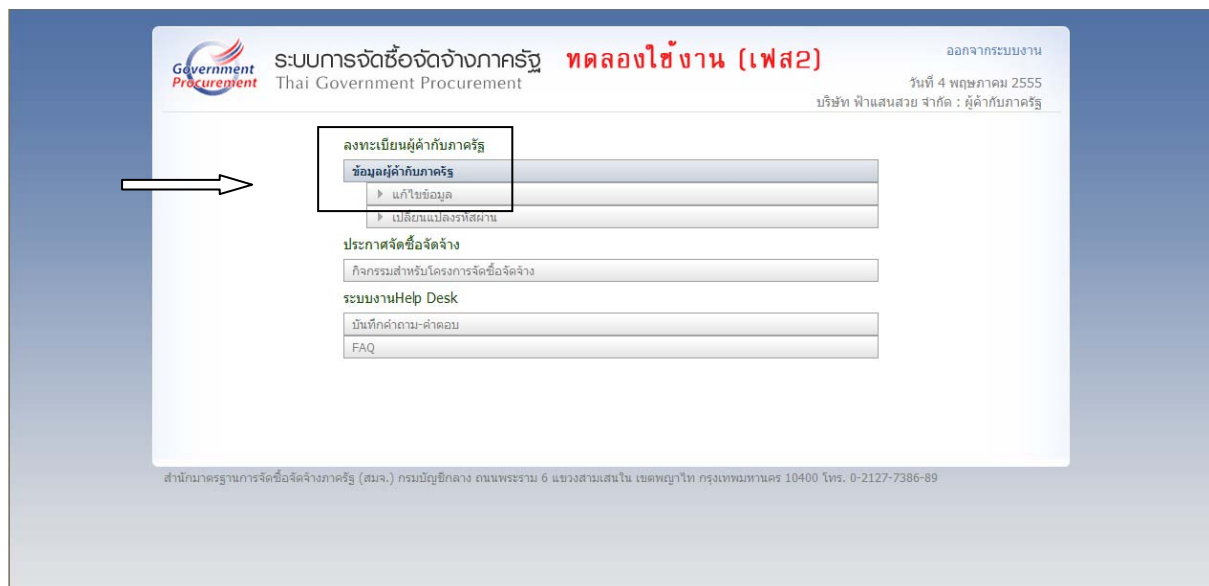 Government
Procurement
ระบบการจัดซื้อจัดจ้างภาครัฐ ทดลองใช้งาน (เฟส2)
Thai Government Procurement
ออกจากระบบงาน
วันที่ 4 พฤษภาคม 2555
บริษัท ฟ้าแสนสวย จำกัด : ผู้ค้ากับภาครัฐ
ลงทะเบียนผู้ค้ากับภาครัฐ
ข้อมูลผู้ค้ากับภาครัฐ
แก้ไขข้อมูล
เปลี่ยนแปลงรหัสผ่าน
ประกาศจัดซื้อจัดจ้าง
กิจกรรมสำหรับโครงการจัดซื้อจัดจ้าง
ระบบงานHelp Desk
บันทึกคำถาม-คำตอบ
FAQ
สำนักมาตรฐานการจัดซื้อจัดจ้างภาครัฐ (สมจ.) กรมบัญชีกลาง ถนนพระราม 6 แขวงสามเสนใน เขตพญาไท กรุงเทพมหานคร 10400 โทร. 0-2127-7386-89